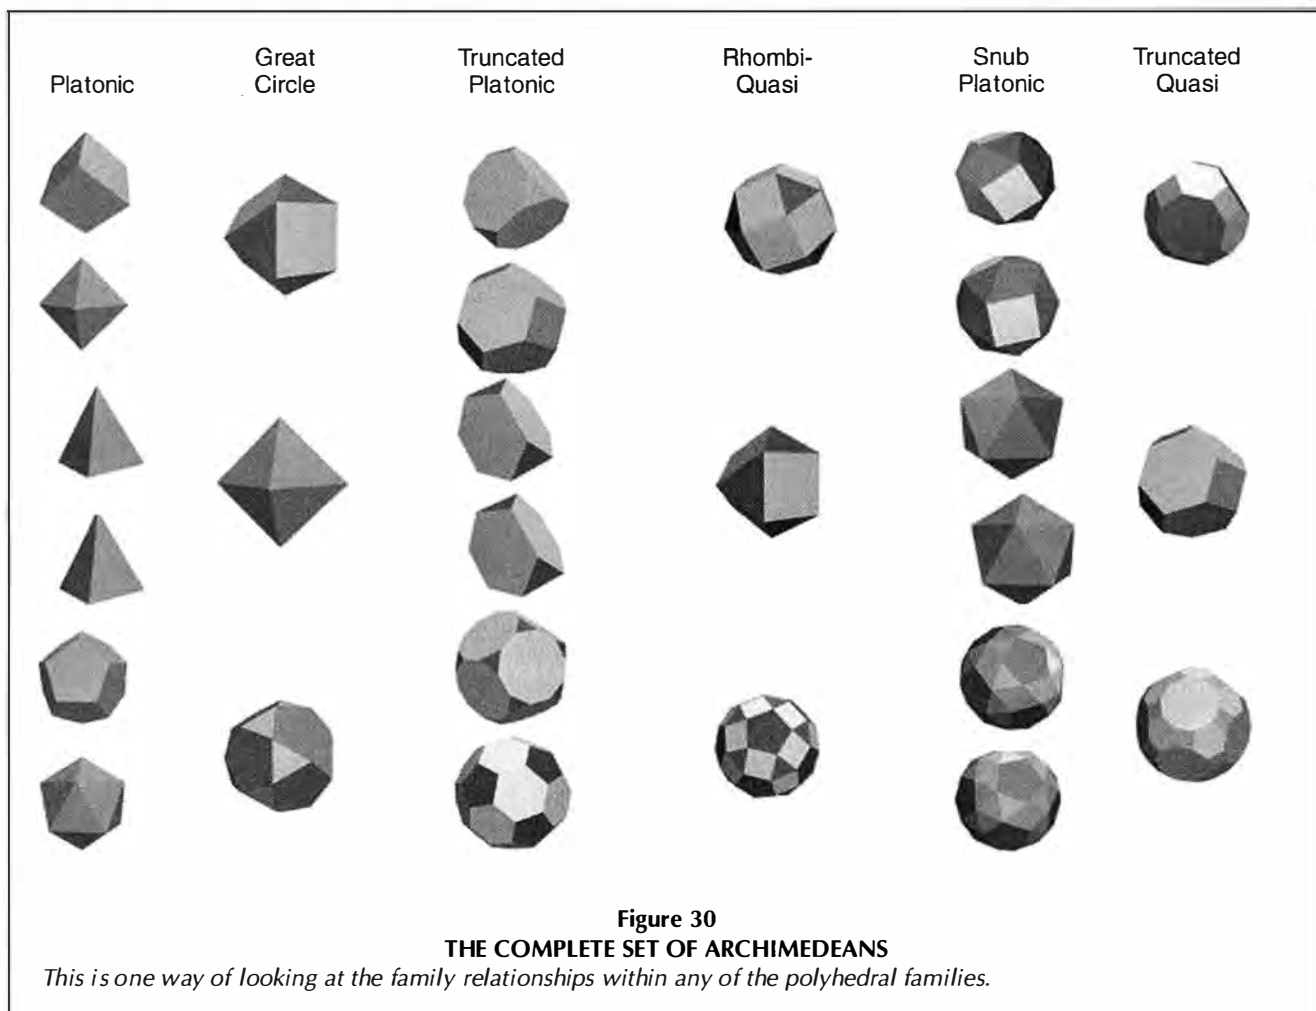 Platonic
Great
Circle
Truncated
Platonic
Rhombi-
Quasi
Snub
Platonic
Truncated
Quasi
Figure 30
THE COMPLETE SET OF ARCHIMEDEANS
This is one way of looking at the family relationships within any of the polyhedral families.